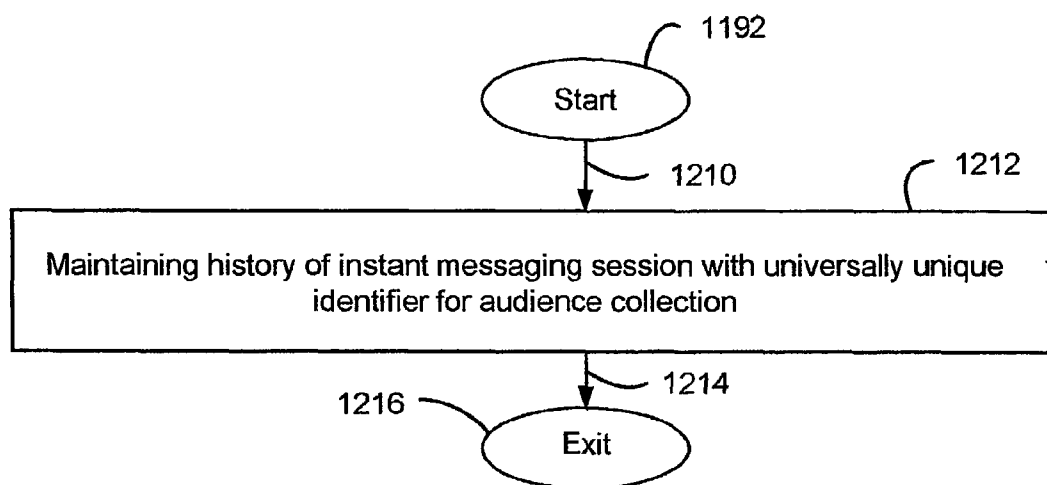 1192
Start
1210
1212
Maintaining history of instant messaging session with universally unique
identifier for audience collection
1214
1216
Exit